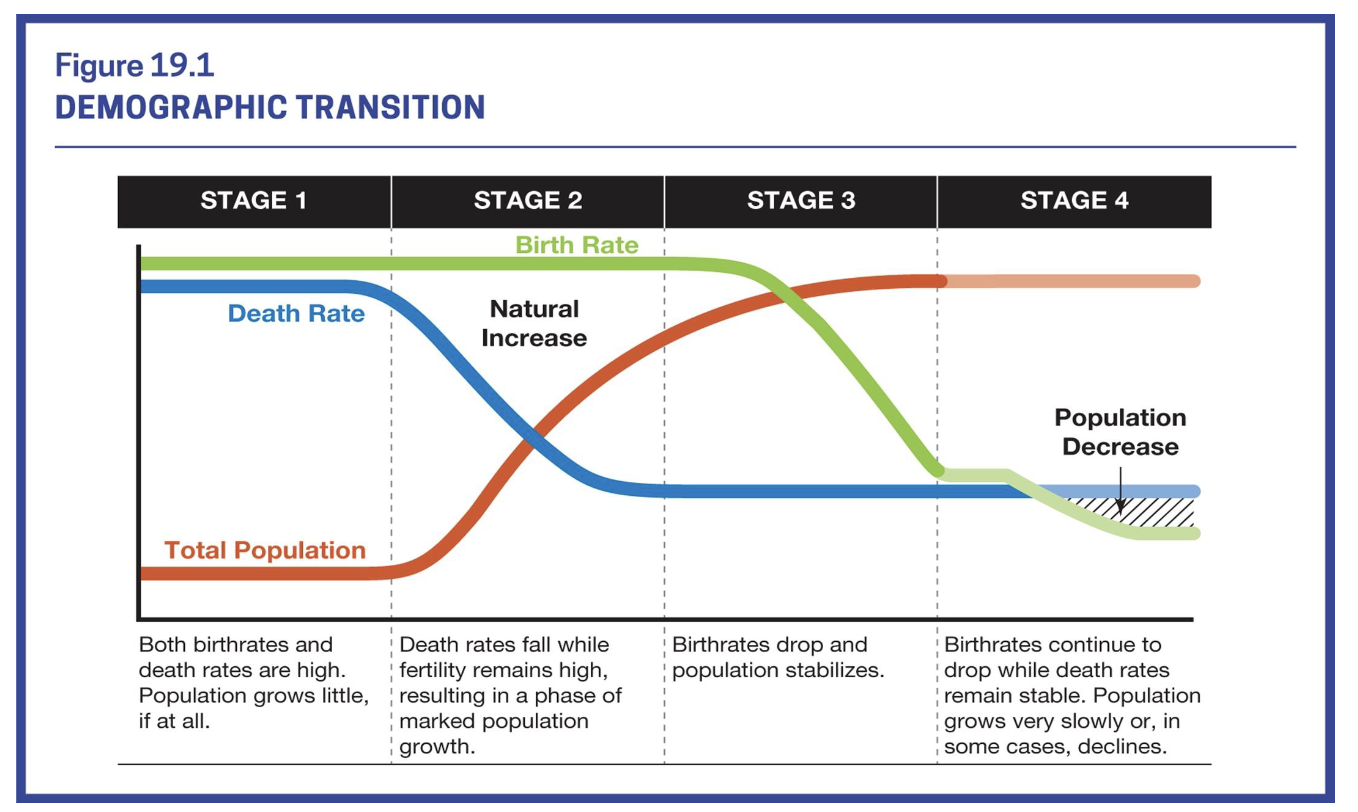 Figure 19.1
DEMOGRAPHIC TRANSITION
STAGE 1
STAGE 2
STAGE 3
STAGE 4
Birth Rate
Death Rate
Natural
Increase
Population
Decrease
Total Population
Both birthrates and
death rates are high.
Population grows little,
if at all.
Death rates fall while
fertility remains high,
resulting in a phase of
marked population
growth.
Birthrates drop and
population stabilizes.
Birthrates continue to
drop while death rates
remain stable. Population
grows very slowly or, in
some cases, declines.